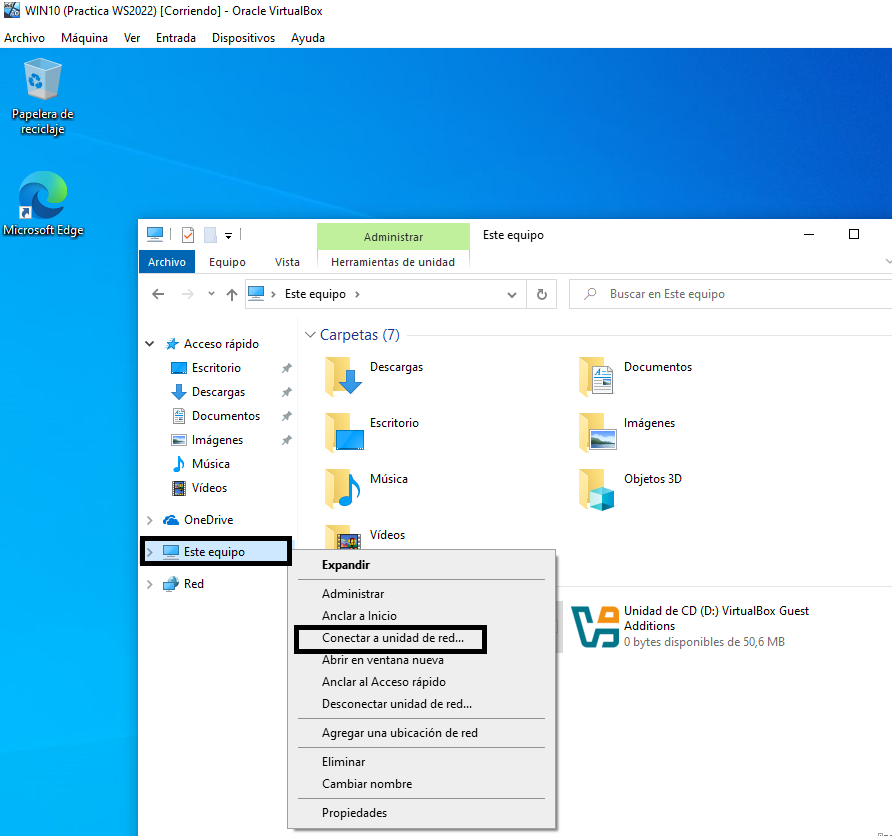 WIN10 (Practica WS2022) [Corriendo] - Oracle VirtualBox
Archivo Máquina Ver Entrada Dispositivos Ayuda
Papelera de
reciclaje
Microsoft Edge
Administrar
Este equipo
Archivo Equipo Vista Herramientas de unidad
Este equipo
Buscar en Este equipo
Acceso rápido
Escritorio
Descargas
Documentos
Imágenes
Música
Vídeos
OneDrive
Este equipo
Red
Carpetas (7)
Descargas
Documentos
Escritorio
Imágenes
Música
Objetos 3D
Vídeos
Unidad de CD (D:) VirtualBox Guest
Additions
0 bytes disponibles de 50,6 MB
Expandir
Administrar
Anclar a Inicio
Conectar a unidad de red...
Abrir en ventana nueva
Anclar al Acceso rápido
Desconectar unidad de red...
Agregar una ubicación de red
Eliminar
Cambiar nombre
Propiedades